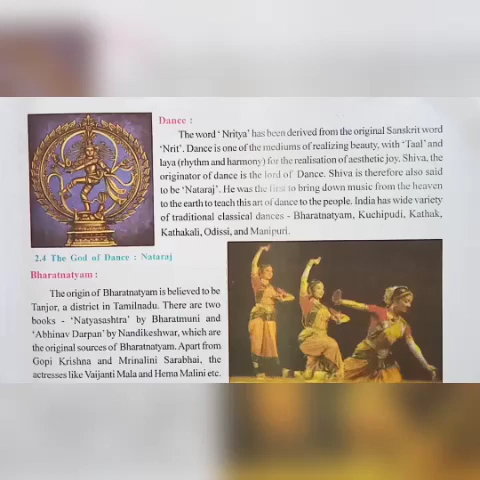 Dance :
The word ' Nritya' has been derived from the original Sanskrit word
'Nrit'. Dance is one of the mediums of realizing beauty, with 'Taal' and
laya (rhythm and harmony) for the realisation of aesthetic joy. Shiva, the
originator of dance is the lord of Dance. Shiva is therefore also said
to be 'Nataraj'. He was the first to bring down music from the heaven
to the earth to teach this art of dance to the people. India has wide variety
of traditional classical dances - Bharatnyatam, Kuchipudi, Kathak,
Kathakali, Odissi, and Manipuri.
2.4 The God of Dance : Nataraj
Bharatnatyam :
The origin of Bharatnatyam is believed to be
Tanjor, a district in Tamilnadu. There are two
books - 'Natyasashtra' by Bharatmuni and
'Abhinav Darpan' by Nandikeshwar, which are
the original sources of Bharatnyatam. Apart from
Gopi Krishna and Mrinalini Sarabhai, the
actresses like Vaijanti Mala and Hema Malini etc.